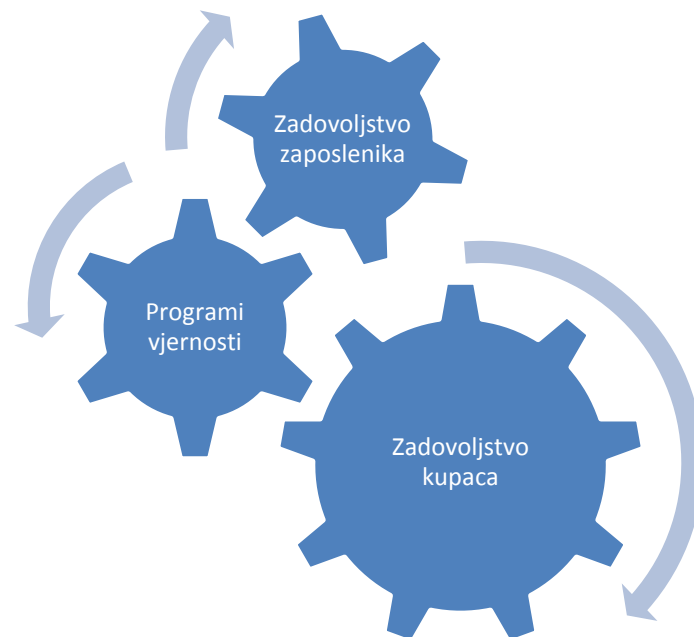 Zadovoljstvo
zaposlenika
Programi
vjernosti
Zadovoljstvo
kupaca